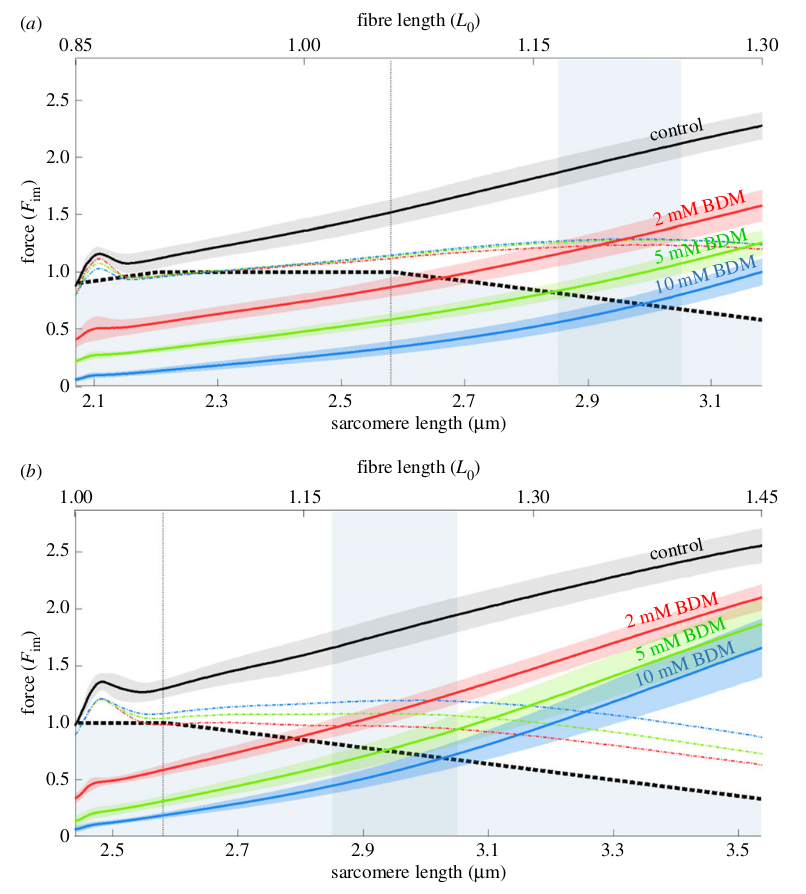 (a)
fibre length (L0)
0.85 1.00 1.15 1.30
force (Fim)
2.5
2.0
1.5
1.0
0.5
0
control
2 mM BDM
5 mM BDM
10 mM BDM
2.1 2.3 2.5 2.7 2.9 3.1
sarcomere length (µm)
(b)
fibre length (L0)
1.00 1.15 1.30 1.45
force (Fim)
2.5
2.0
1.5
1.0
0.5
0
control
2 mM BDM
5 mM BDM
10 mM BDM
2.5 2.7 2.9 3.1 3.3 3.5
sarcomere length (µm)